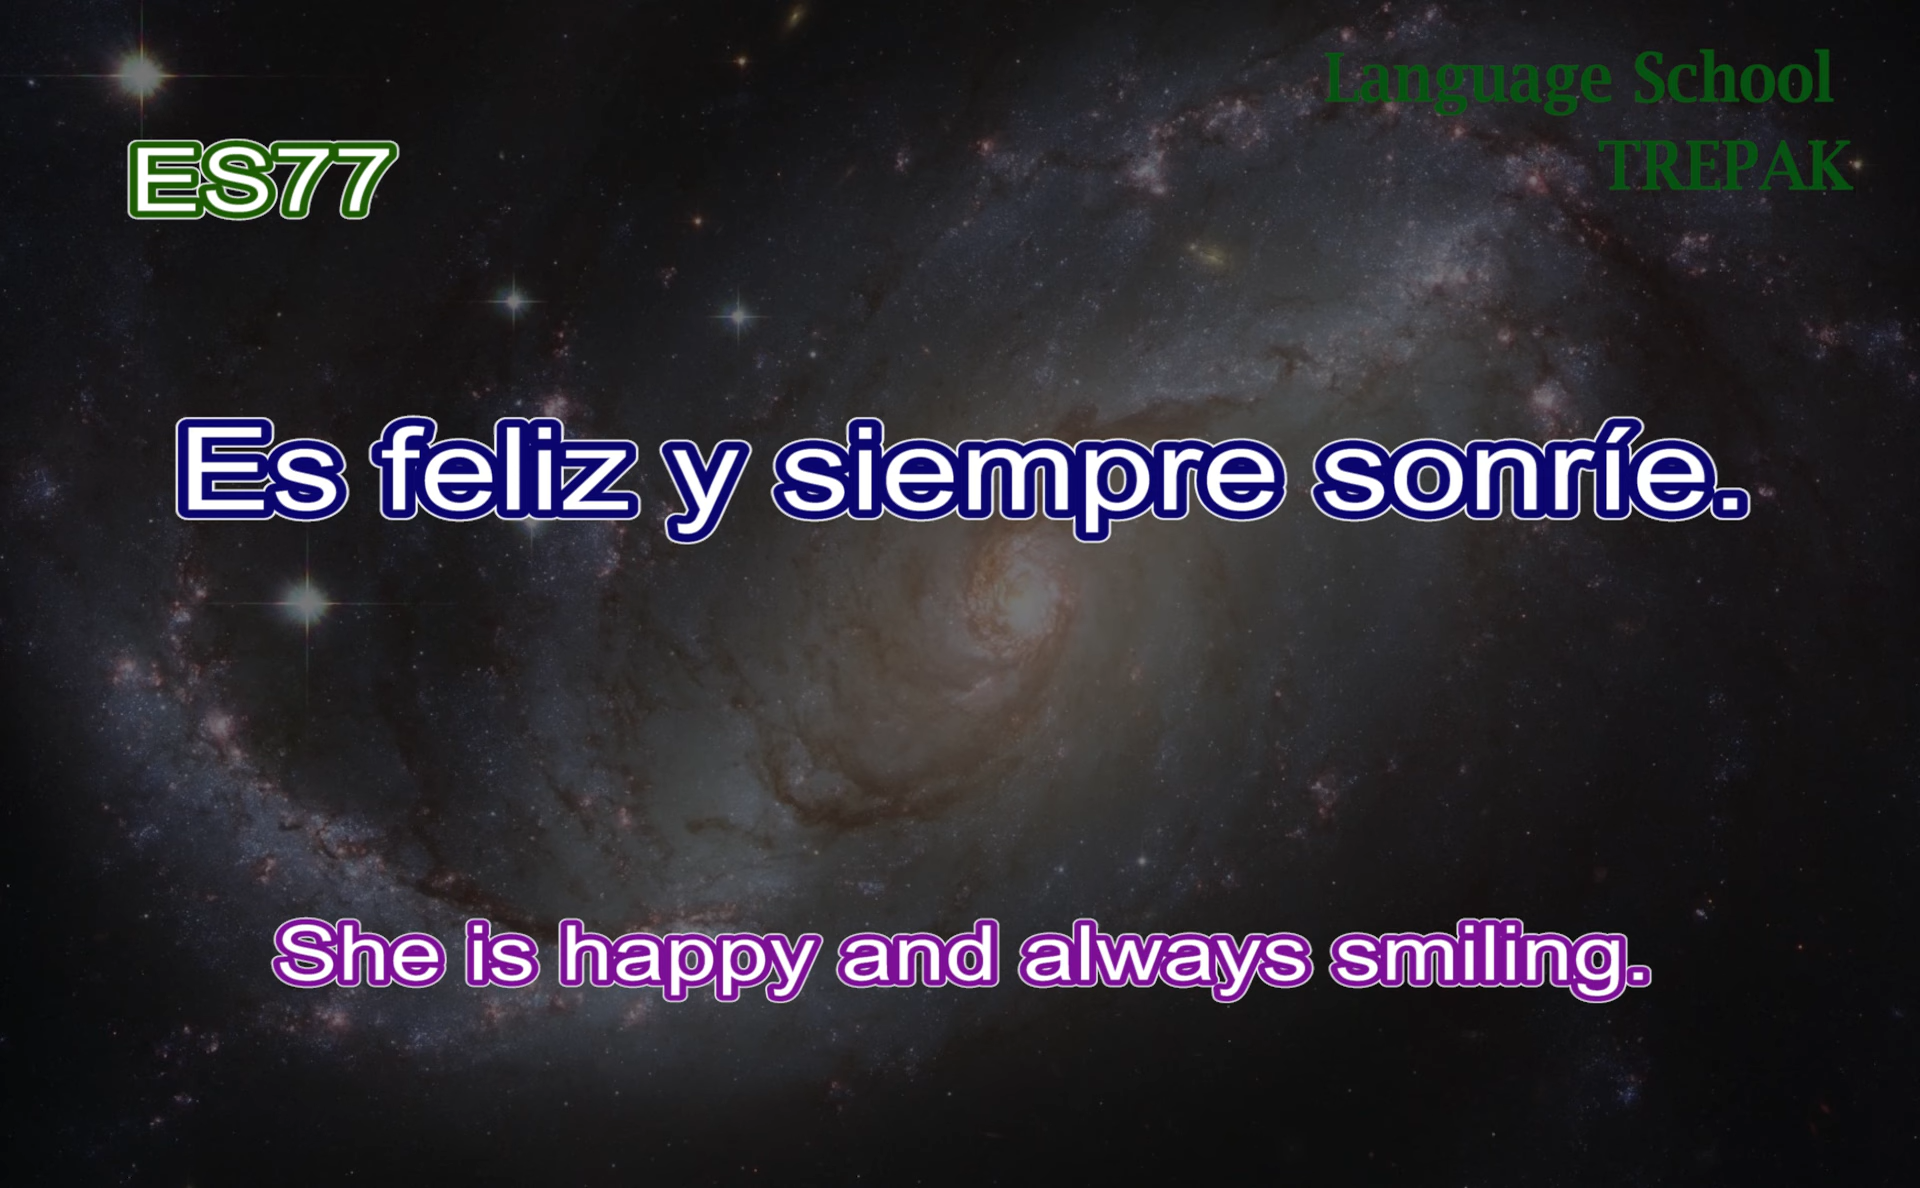 Language School
TREPAK
ES77
Es feliz y siempre sonríe.
She is happy and always smiling.